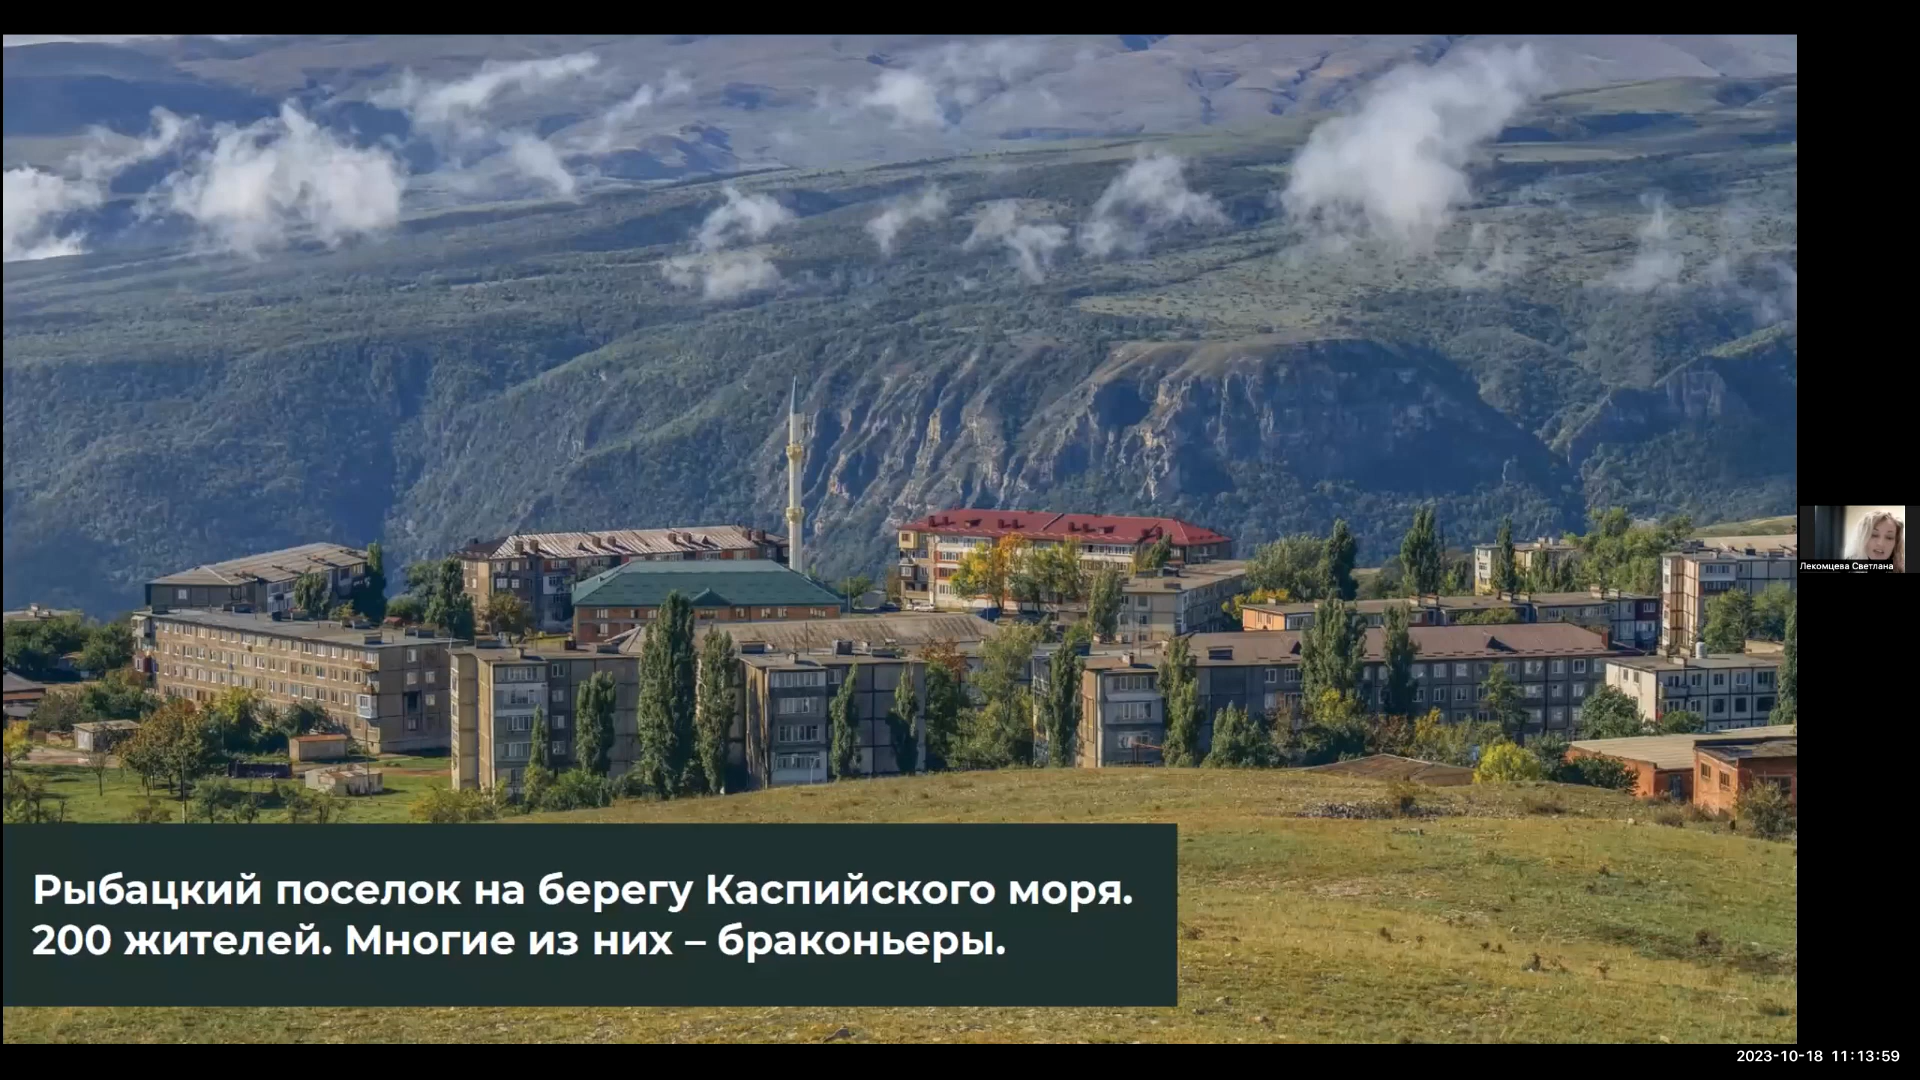 Рыбацкий поселок на берегу Каспийского моря.
200 жителей. Многие из них – браконьеры.
Лекомцева Светлана
2023-10-18 11:13:59